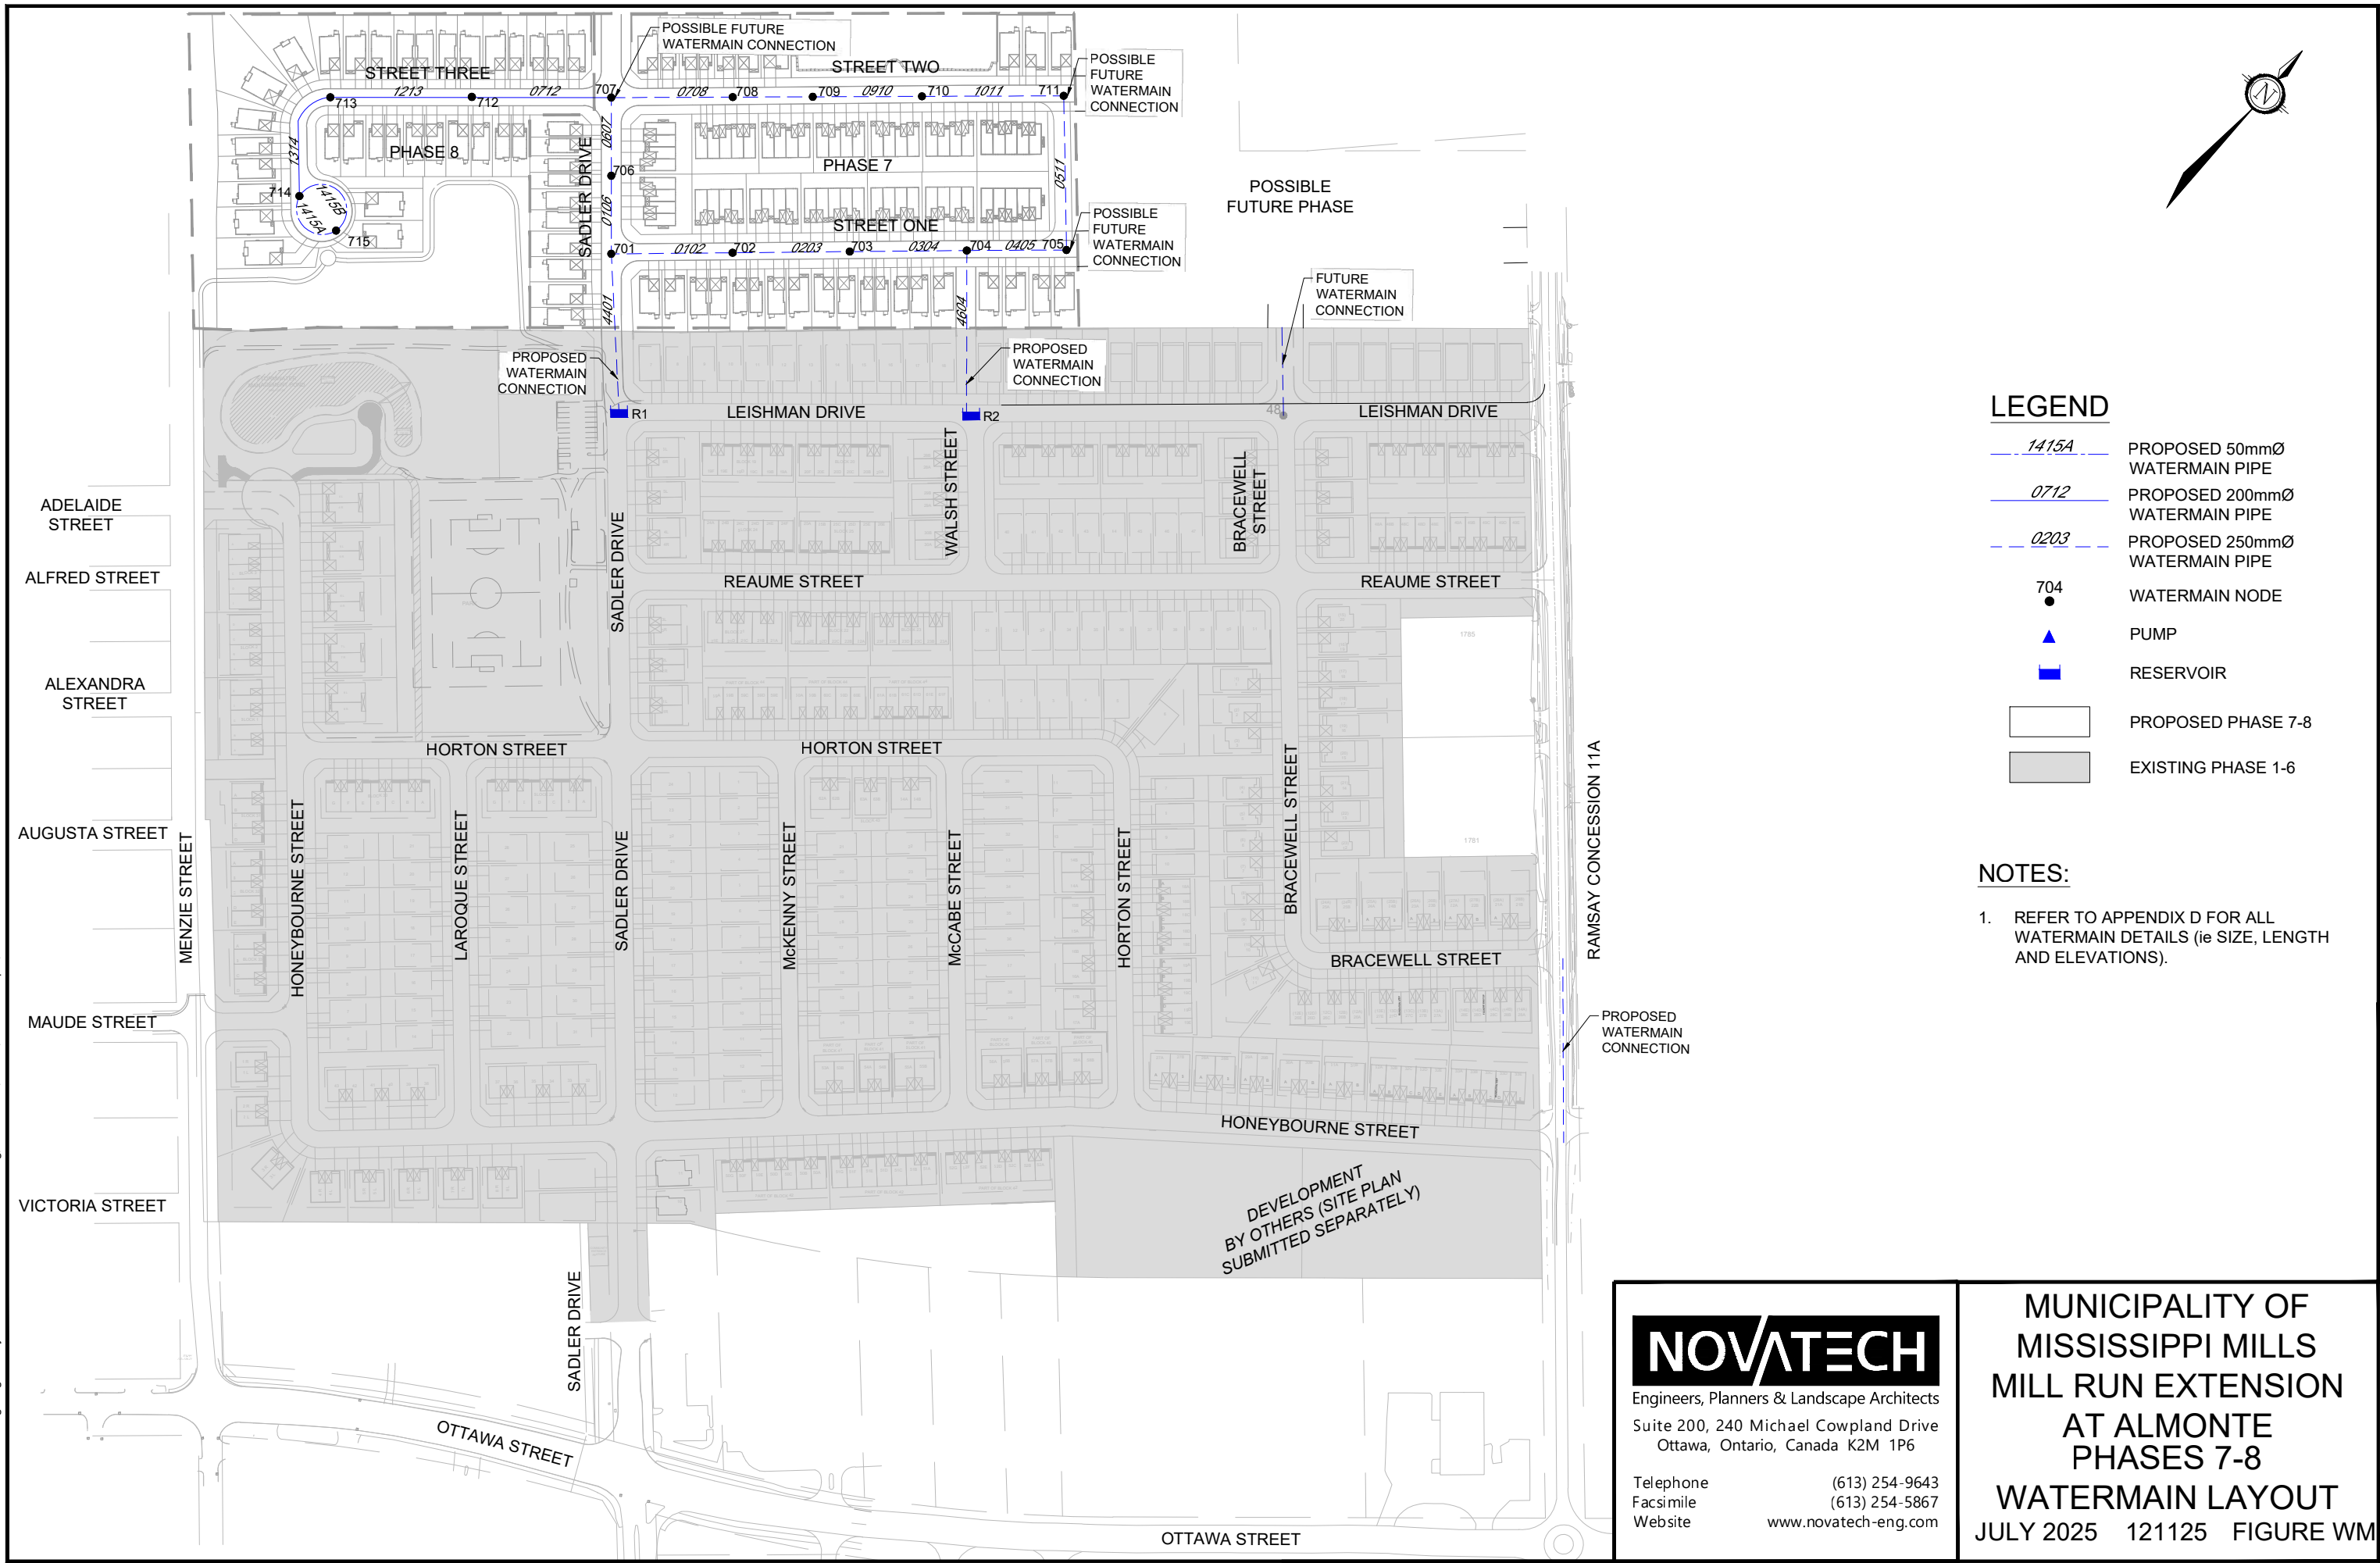 POSSIBLE FUTURE
WATERMAIN CONNECTION
STREET THREE
STREET TWO
POSSIBLE
FUTURE
WATERMAIN
CONNECTION
713
1213
712
0712
707
0708
708
709
0910
710
1011
711
0607
1314
PHASE 8
SADLER DRIVE
706
PHASE 7
0511
714
1415B
1415A
715
0106
STREET ONE
701
0102
702
0203
703
0304
704
0405
705
POSSIBLE
FUTURE
WATERMAIN
CONNECTION
POSSIBLE
FUTURE PHASE
N
4401
4604
FUTURE
WATERMAIN
CONNECTION
PROPOSED
WATERMAIN
CONNECTION
PROPOSED
WATERMAIN
CONNECTION
R1
LEISHMAN DRIVE
R2
48
LEISHMAN DRIVE
WALSH STREET
BRACEWELL
STREET
SADLER DRIVE
REAUME STREET
REAUME STREET
ADELAIDE
STREET
ALFRED STREET
ALEXANDRA
STREET
AUGUSTA STREET
MAUDE STREET
VICTORIA STREET
1785
1781
HORTON STREET
HORTON STREET
MENZIE STREET
HONEYBOURNE STREET
LAROQUE STREET
SADLER DRIVE
McKENNY STREET
McCABE STREET
HORTON STREET
BRACEWELL STREET
RAMSAY CONCESSION 11A
BRACEWELL STREET
PROPOSED
WATERMAIN
CONNECTION
HONEYBOURNE STREET
DEVELOPMENT
BY OTHERS (SITE PLAN
SUBMITTED SEPARATELY)
SADLER DRIVE
OTTAWA STREET
OTTAWA STREET
LEGEND
1415A
PROPOSED 50mmØ
WATERMAIN PIPE
0712
PROPOSED 200mmØ
WATERMAIN PIPE
0203
PROPOSED 250mmØ
WATERMAIN PIPE
704
WATERMAIN NODE
PUMP
RESERVOIR
PROPOSED PHASE 7-8
EXISTING PHASE 1-6
NOTES:
1. REFER TO APPENDIX D FOR ALL
WATERMAIN DETAILS (ie SIZE, LENGTH
AND ELEVATIONS).
NOVATECH
Engineers, Planners & Landscape Architects
Suite 200, 240 Michael Cowpland Drive
Ottawa, Ontario, Canada K2M 1P6
Telephone (613) 254-9643
Facsimile (613) 254-5867
Website www.novatech-eng.com
MUNICIPALITY OF
MISSISSIPPI MILLS
MILL RUN EXTENSION
AT ALMONTE
PHASES 7-8
WATERMAIN LAYOUT
JULY 2025 121125 FIGURE WM